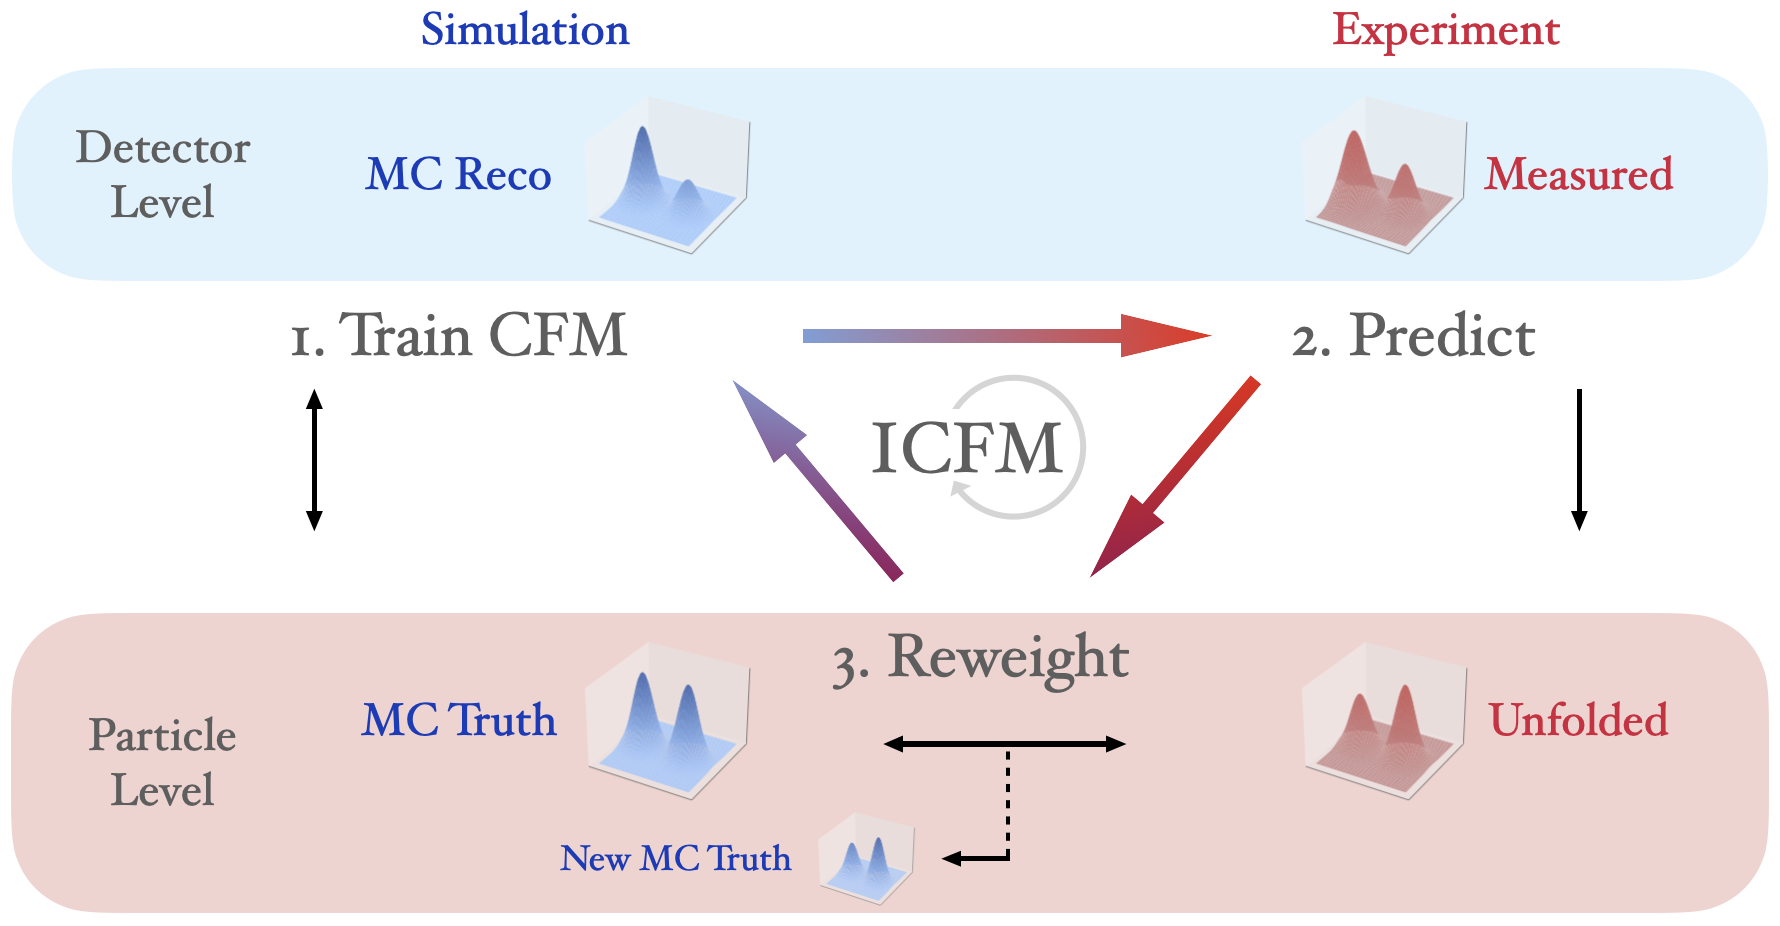 Simulation
Experiment
Detector
Level
MC Reco
Measured
1. Train CFM
2. Predict
ICFM
3. Reweight
Particle
Level
MC Truth
Unfolded
New MC Truth